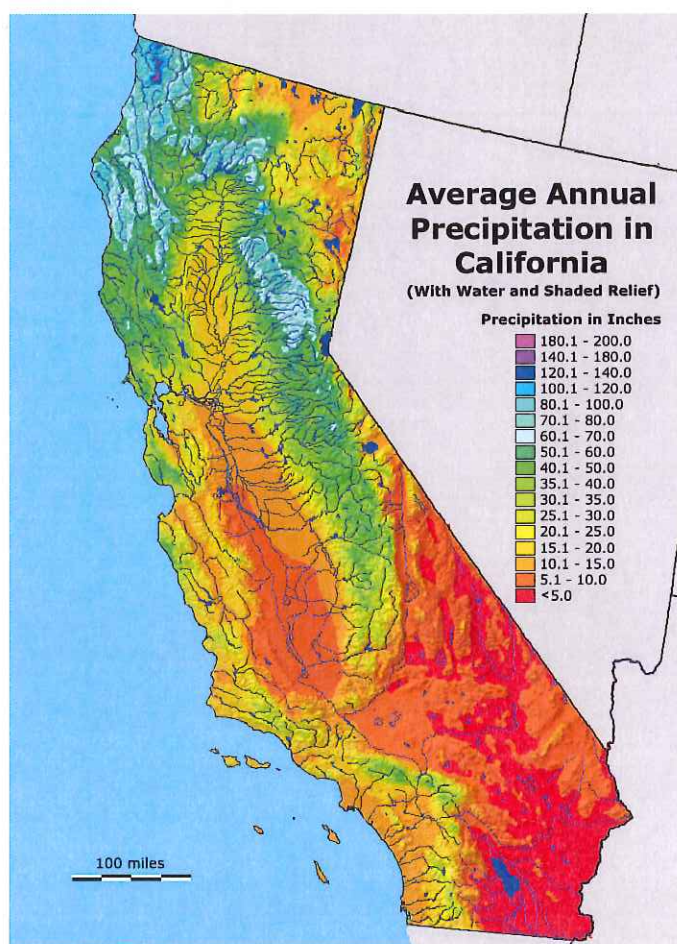 Average Annual
Precipitation in
California
(With Water and Shaded Relief)
Precipitation in Inches
180.1 - 200.0
140.1 - 180.0
120.1 - 140.0
100.1 - 120.0
80.1 - 100.0
70.1 - 80.0
60.1 - 70.0
50.1 - 60.0
40.1 - 50.0
35.1 - 40.0
30.1 - 35.0
25.1 - 30.0
20.1 - 25.0
15.1 - 20.0
10.1 - 15.0
5.1 - 10.0
<5.0
100 miles